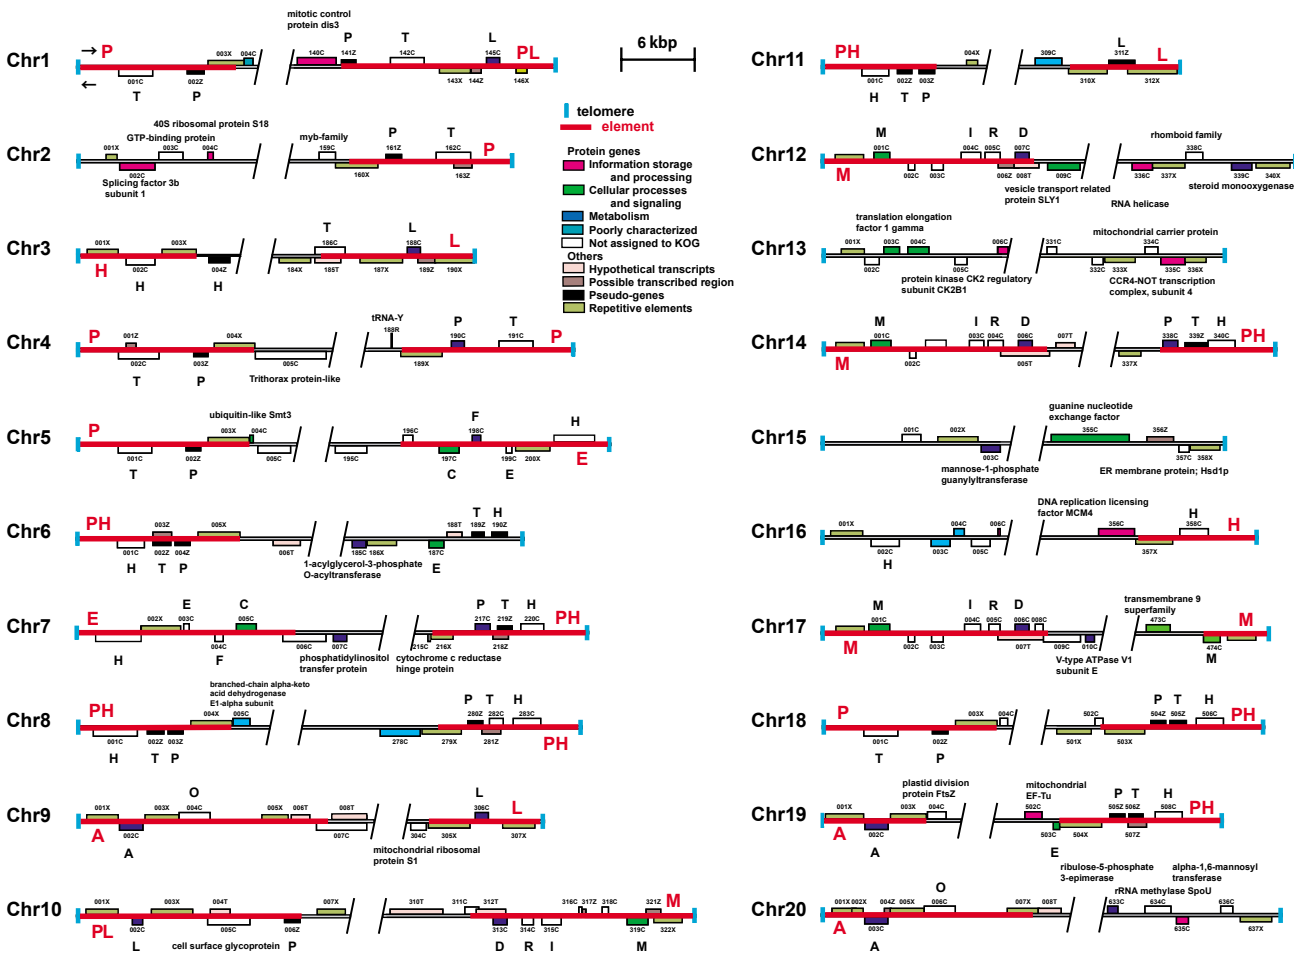 mitotic control
protein dis3
Chr1
P
003X
004C
140C
P
141Z
T
142C
L
145C
PL
001C
002Z
143X
144Z
146X
T
P
6 kbp
telomere
element
Protein genes
Information storage
and processing
Cellular processes
and signaling
Metabolism
Poorly characterized
Not assigned to KOG
Others
Hypothetical transcripts
Possible transcribed region
Pseudo-genes
Repetitive elements
40S ribosomal protein S18
GTP-binding protein
myb-family
Chr2
001X
003C
004C
159C
P
161Z
T
162C
P
002C
160X
163Z
Splicing factor 3b
subunit 1
Chr3
001X
003X
T
186C
L
188C
L
H
002C
004Z
184X
185T
187X
189Z
190X
H
H
Chr4
P
001Z
004X
tRNA-Y
188R
P
190C
T
191C
P
002C
003Z
005C
189X
T
P
Trithorax protein-like
Chr5
P
ubiquitin-like Smt3
003X
004C
196C
F
198C
H
001C
002Z
005C
195C
197C
199C
200X
E
T
P
C
E
Chr6
PH
003Z
005X
188T
T
189Z
H
190Z
001C
002Z
004Z
006T
185C
186X
187C
H
T
P
1-acylglycerol-3-phosphate
O-acyltransferase
E
Chr7
E
002X
E
003C
C
005C
P
217C
T
219Z
H
220C
PH
004C
006C
007C
215C
216X
218Z
H
F
phosphatidylinositol
transfer protein
cytochrome c reductase
hinge protein
branched-chain alpha-keto
acid dehydrogenase
E1-alpha subunit
Chr8
PH
004X
005C
P
280Z
T
282C
H
283C
001C
002Z
003Z
278C
279X
281Z
PH
H
T
P
Chr9
001X
003X
O
004C
005X
006T
008T
L
306C
L
A
002C
007C
304C
305X
307X
A
mitochondrial ribosomal
protein S1
Chr10
001X
003X
004T
007X
310T
311C
312T
316C
317Z
318C
321Z
M
PL
002C
005C
006Z
313C
314C
315C
319C
322X
L
cell surface glycoprotein
P
D
R
I
M
Chr11
PH
004X
309C
L
311Z
L
001C
002Z
003Z
310X
312X
H
T
P
Chr12
M
001C
I
004C
R
005C
D
007C
rhomboid family
338C
M
002C
003C
006Z
008T
009C
336C
337X
339C
340X
vesicle transport related
protein SLY1
RNA helicase
steroid monooxygenase
translation elongation
factor 1 gamma
mitochondrial carrier protein
Chr13
001X
003C
004C
006C
331C
334C
002C
005C
332C
333X
335C
336X
protein kinase CK2 regulatory
subunit CK2B1
CCR4-NOT transcription
complex, subunit 4
Chr14
M
001C
I
003C
R
004C
D
006C
007T
P
338C
T
339Z
H
340C
PH
M
002C
005T
337X
guanine nucleotide
exchange factor
Chr15
001C
002X
355C
356Z
003C
357C
358X
mannose-1-phosphate
guanylyltransferase
ER membrane protein; Hsd1p
DNA replication licensing
factor MCM4
Chr16
001X
004C
006C
356C
H
358C
H
002C
003C
005C
357X
H
Chr17
M
001C
I
004C
R
005C
D
006C
008C
transmembrane 9
superfamily
473C
M
M
002C
003C
007T
009C
010C
474C
V-type ATPase V1
subunit E
M
Chr18
P
003X
004C
502C
P
504Z
T
505Z
H
506C
PH
001C
002Z
501X
503X
T
P
plastid division
protein FtsZ
mitochondrial
EF-Tu
Chr19
001X
003X
004C
502C
P
505Z
T
506Z
H
508C
PH
A
002C
503C
504X
507Z
A
E
ribulose-5-phosphate
3-epimerase
alpha-1,6-mannosyl
transferase
rRNA methylase SpoU
Chr20
001X
002X
004Z
005X
O
006C
007X
008T
633C
634C
636C
A
003C
635C
637X
A